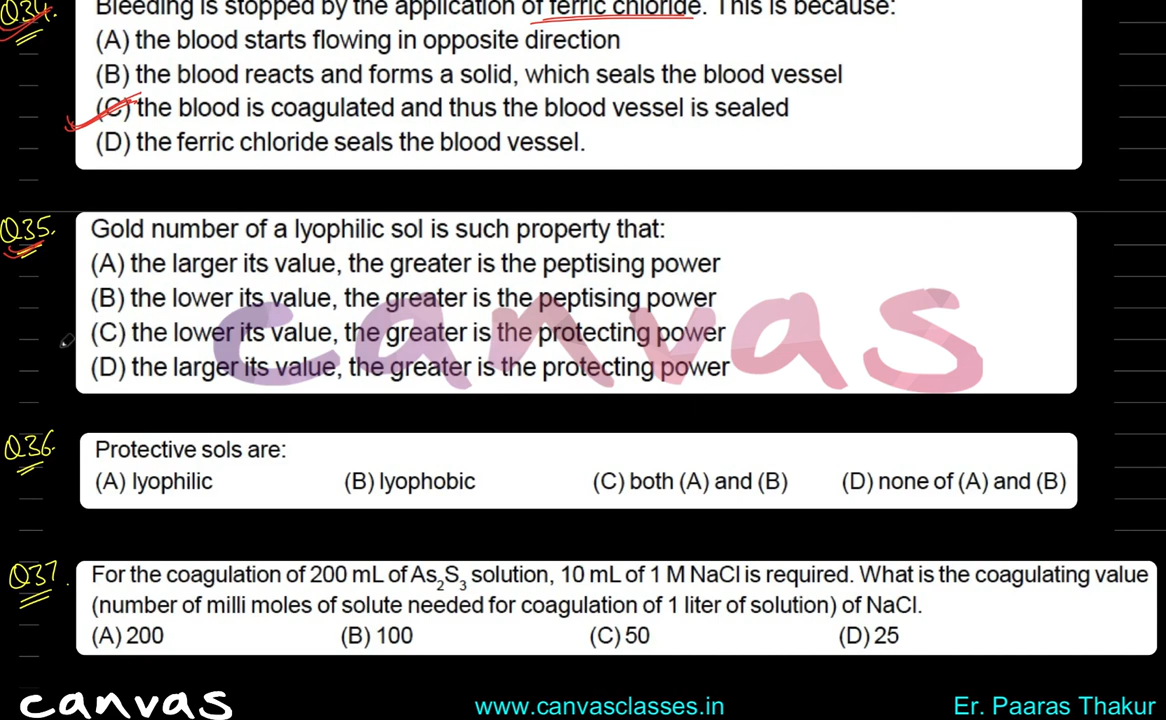 Q34. Bleeding is stopped by the application of ferric chloride. This is because:
(A) the blood starts flowing in opposite direction
(B) the blood reacts and forms a solid, which seals the blood vessel
(C) the blood is coagulated and thus the blood vessel is sealed
(D) the ferric chloride seals the blood vessel.
Q35. Gold number of a lyophilic sol is such property that:
(A) the larger its value, the greater is the peptising power
(B) the lower its value, the greater is the peptising power
(C) the lower its value, the greater is the protecting power
(D) the larger its value, the greater is the protecting power
canvas
Q36. Protective sols are:
(A) lyophilic (B) lyophobic (C) both (A) and (B) (D) none of (A) and (B)
Q37. For the coagulation of 200 mL of As₂S₃ solution, 10 mL of 1 M NaCl is required. What is the coagulating value
(number of milli moles of solute needed for coagulation of 1 liter of solution) of NaCl.
(A) 200 (B) 100 (C) 50 (D) 25
canvas www.canvasclasses.in Er. Paaras Thakur